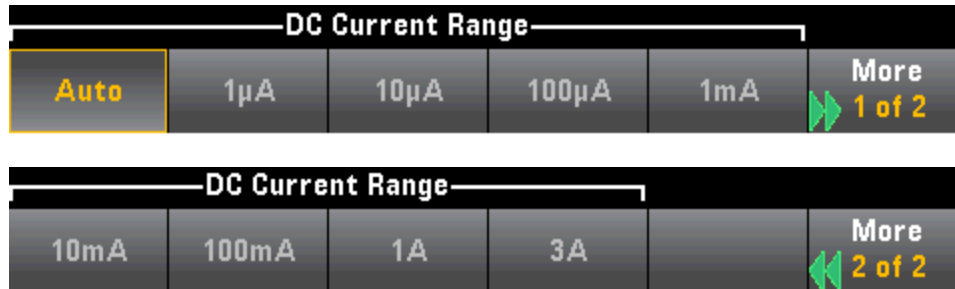 DC Current Range
Auto 1µA 10µA 100µA 1mA More
1 of 2
DC Current Range
10mA 100mA 1A 3A More
2 of 2